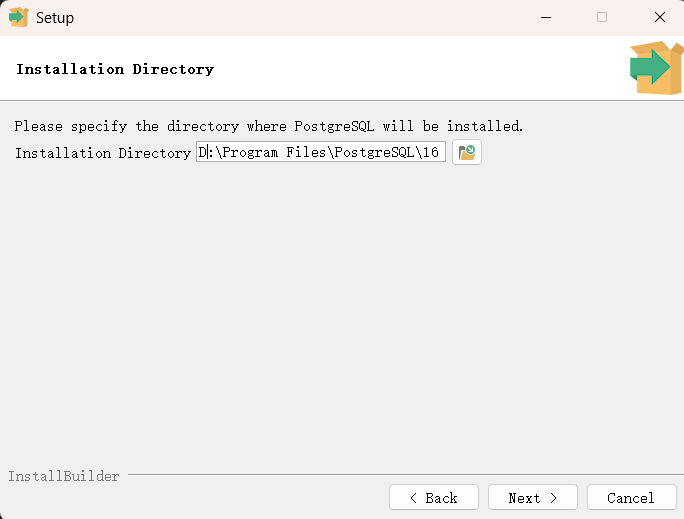 Setup
Installation Directory
Please specify the directory where PostgreSQL will be installed.
Installation Directory D:\Program Files\PostgreSQL\16
InstallBuilder
< Back Next > Cancel